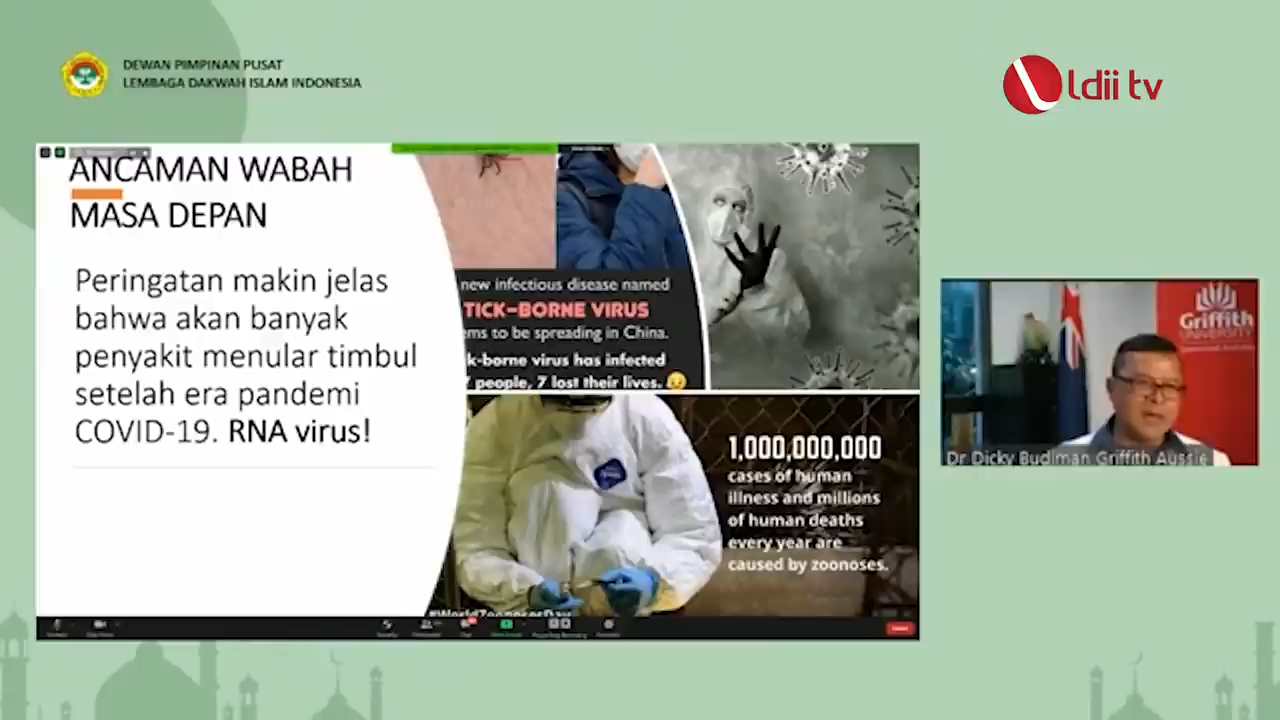 DEWAN PIMPINAN PUSAT
LEMBAGA DAKWAH ISLAM INDONESIA
ldii tv
ANCAMAN WABAH
MASA DEPAN
Peringatan makin jelas
bahwa akan banyak
penyakit menular timbul
setelah era pandemi
COVID-19. RNA virus!
new infectious disease named
TICK-BORNE VIRUS
ems to be spreading in China.
k-borne virus has infected
people, 7 lost their lives.
1,000,000,000
cases of human
illness and millions
of human deaths
every year are
caused by zoonoses.
#WorldZoonosesDay
Griffith
UNIVERSITY
Dr Dicky Budiman Griffith Aussie